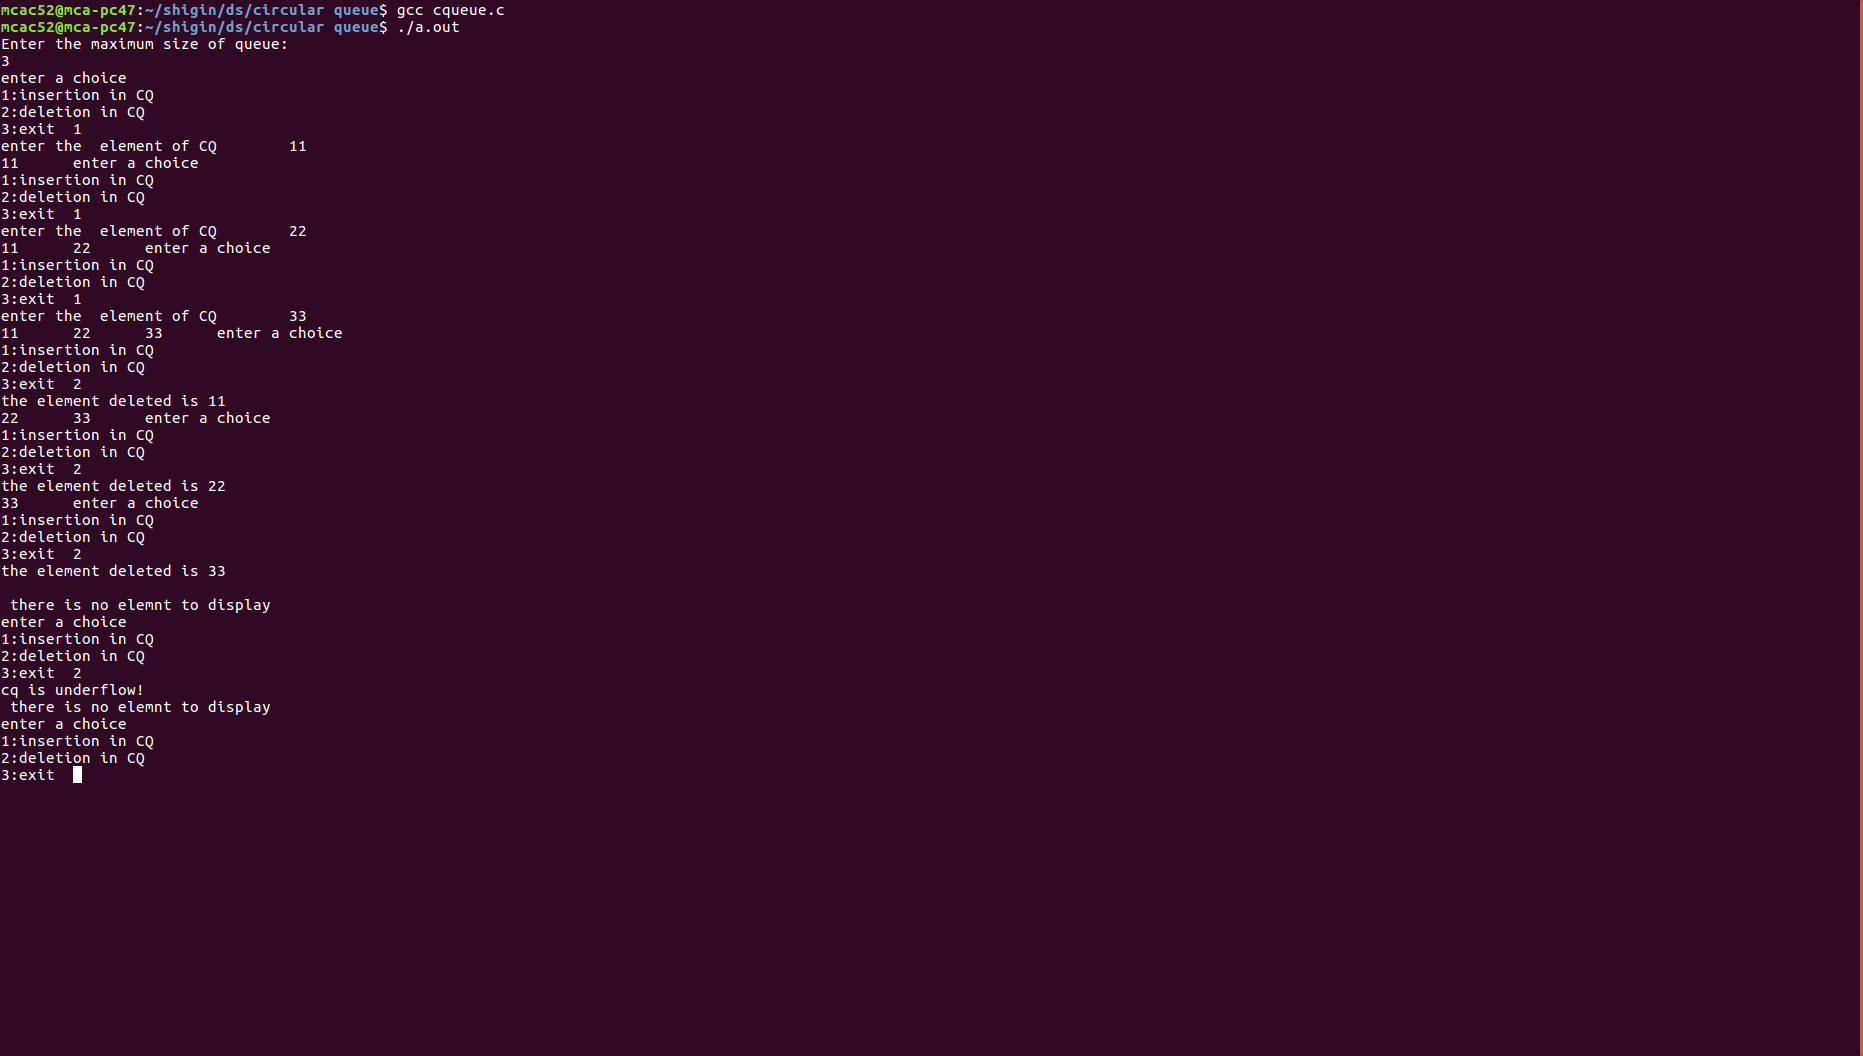 mcac52@mca-pc47:~/shigin/ds/circular queue$ gcc cqueue.c
mcac52@mca-pc47:~/shigin/ds/circular queue$ ./a.out
Enter the maximum size of queue:
3
enter a choice
1:insertion in CQ
2:deletion in CQ
3:exit  1
enter the  element of CQ        11
11      enter a choice
1:insertion in CQ
2:deletion in CQ
3:exit  1
enter the  element of CQ        22
11      22      enter a choice
1:insertion in CQ
2:deletion in CQ
3:exit  1
enter the  element of CQ        33
11      22      33      enter a choice
1:insertion in CQ
2:deletion in CQ
3:exit  2
the element deleted is 11
22      33      enter a choice
1:insertion in CQ
2:deletion in CQ
3:exit  2
the element deleted is 22
33      enter a choice
1:insertion in CQ
2:deletion in CQ
3:exit  2
the element deleted is 33

 there is no elemnt to display
enter a choice
1:insertion in CQ
2:deletion in CQ
3:exit  2
cq is underflow!
 there is no elemnt to display
enter a choice
1:insertion in CQ
2:deletion in CQ
3:exit